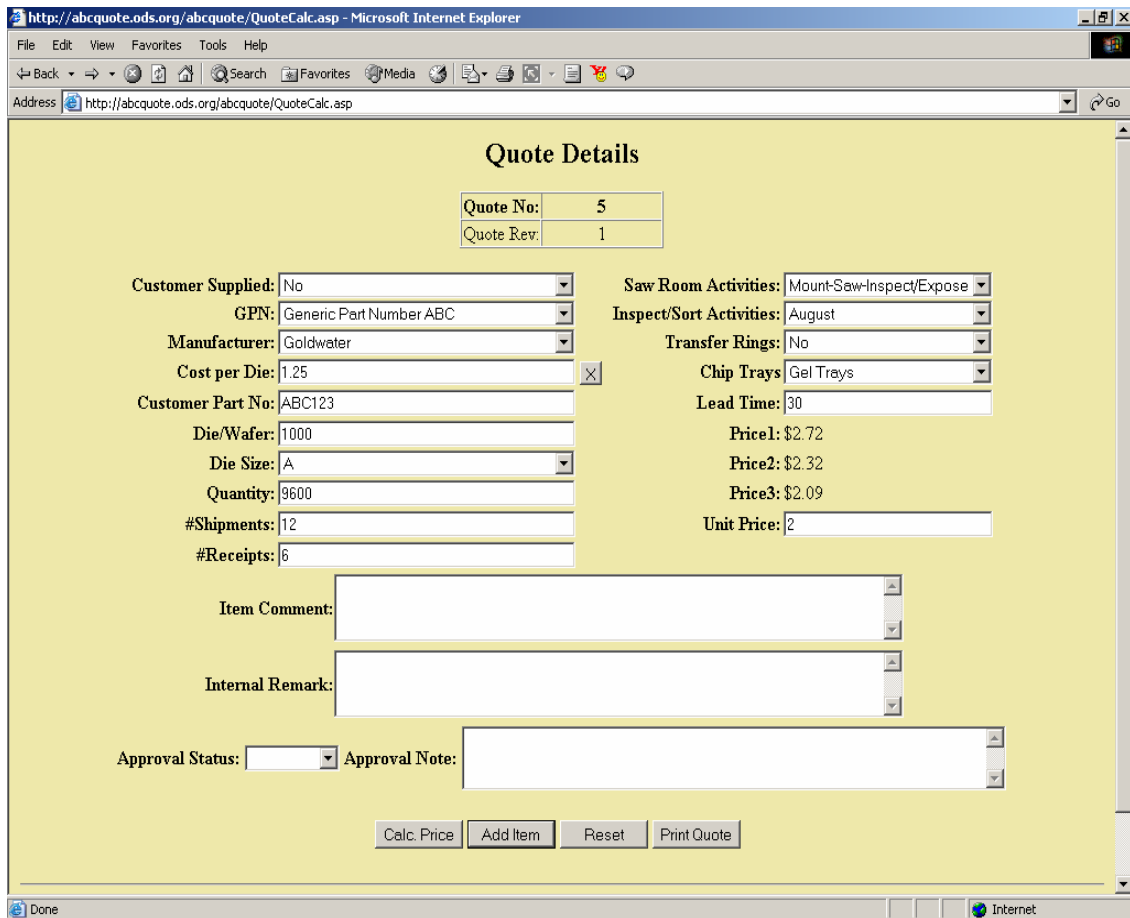 http://abcquote.ods.org/abcquote/QuoteCalc.asp - Microsoft Internet Explorer
File Edit View Favorites Tools Help
Back Search Favorites Media
Address http://abcquote.ods.org/abcquote/QuoteCalc.asp Go
Quote Details
Quote No: 5
Quote Rev: 1
Customer Supplied: No Saw Room Activities: Mount-Saw-Inspect/Expose
GPN: Generic Part Number ABC Inspect/Sort Activities: August
Manufacturer: Goldwater Transfer Rings: No
Cost per Die: 1.25 X Chip Trays Gel Trays
Customer Part No: ABC123 Lead Time: 30
Die/Wafer: 1000 Price1: $2.72
Die Size: A Price2: $2.32
Quantity: 9600 Price3: $2.09
#Shipments: 12 Unit Price: 2
#Receipts: 6
Item Comment:
Internal Remark:
Approval Status: Approval Note:
Calc. Price Add Item Reset Print Quote
Done Internet